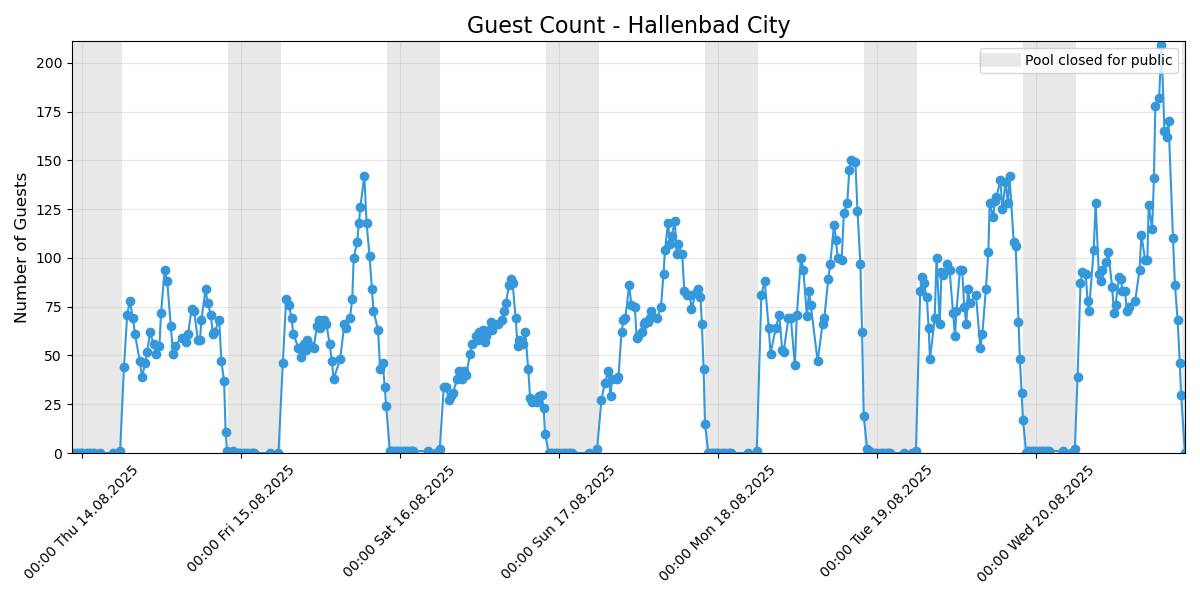 Guest Count - Hallenbad City
Pool closed for public
Number of Guests
200
175
150
125
100
75
50
25
0
00:00 Thu 14.08.2025
00:00 Fri 15.08.2025
00:00 Sat 16.08.2025
00:00 Sun 17.08.2025
00:00 Mon 18.08.2025
00:00 Tue 19.08.2025
00:00 Wed 20.08.2025